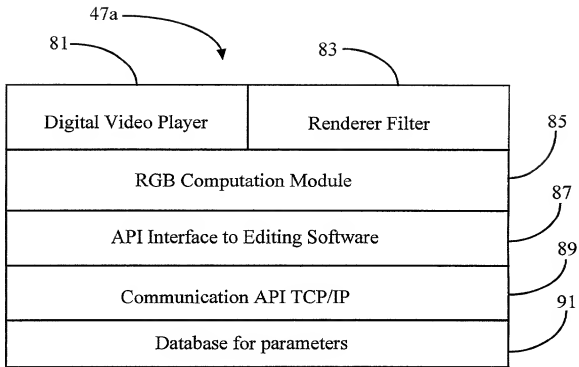 47a
81
83
Digital Video Player
Renderer Filter
85
RGB Computation Module
87
API Interface to Editing Software
89
Communication API TCP/IP
91
Database for parameters